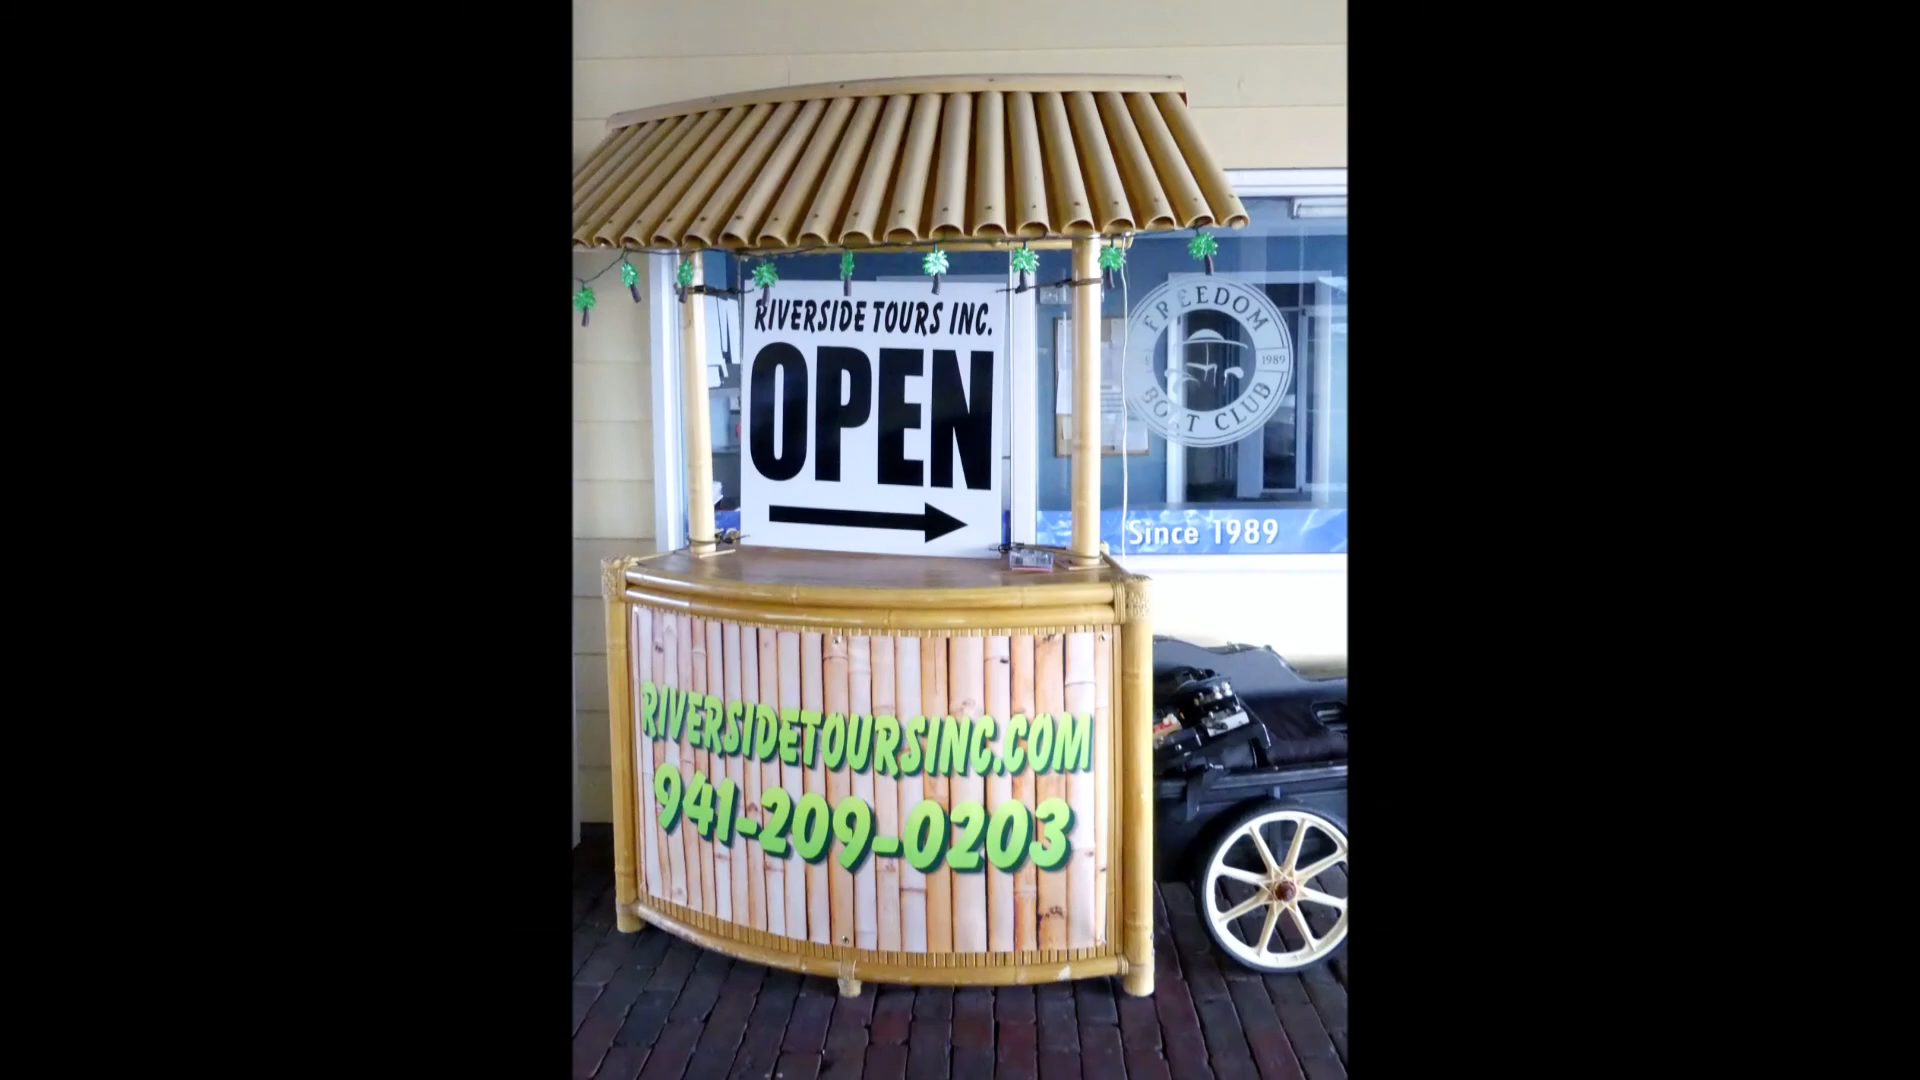 RIVERSIDE TOURS INC.
OPEN
FREEDOM
1989
BOAT CLUB
Since 1989
RIVERSIDETOURSINC.COM
941-209-0203